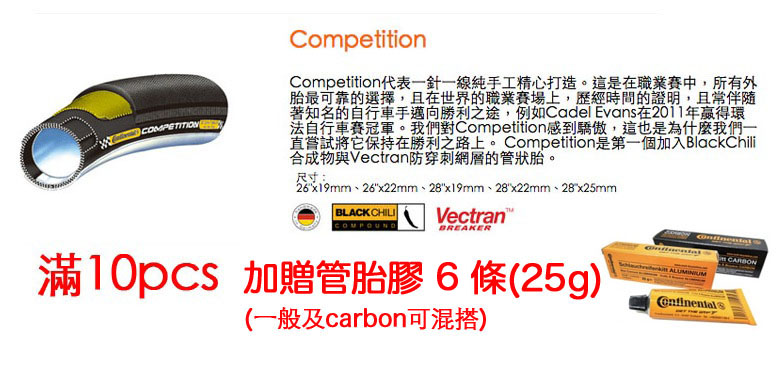 Competition
Competition代表一針一線純手工精心打造。這是在職業賽中，所有外
胎最可靠的選擇，且在世界的職業賽場上，歷經時間的證明，且常伴隨
著知名的自行車手邁向勝利之途，例如Cadel Evans在2011年贏得環
法自行車賽冠軍。我們對Competition感到驕傲，這也是為什麼我們一
直嘗試將它保持在勝利之路上。 Competition是第一個加入BlackChili
合成物與Vectran防穿刺網層的管狀胎。
尺寸：
26"x19mm、26"x22mm、28"x19mm、28"x22mm、28"x25mm
BLACK CHILI
COMPOUND
Vectran™
BREAKER
Continental
COMPETITION
滿10pcs 加贈管胎膠 6 條(25g)
(一般及carbon可混搭)
Continental
CARBON
Schlauchreifenkitt ALUMINIUM
Continental